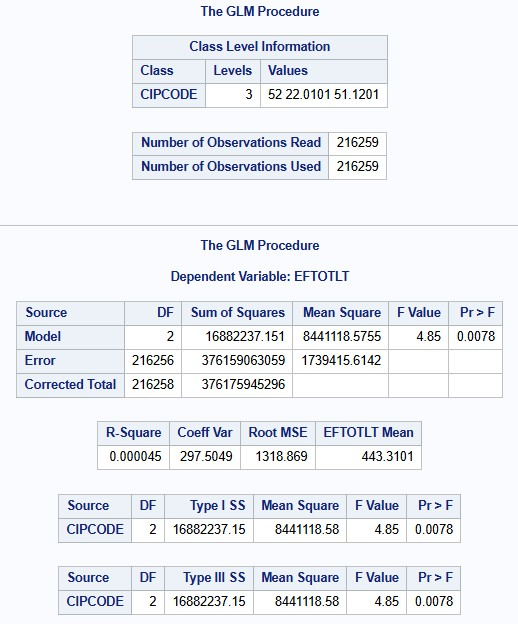 The GLM Procedure
Class Level Information
Class Levels Values
CIPCODE 3 52 22.0101 51.1201
Number of Observations Read 216259
Number of Observations Used 216259
The GLM Procedure
Dependent Variable: EFTOTLT
Source DF Sum of Squares Mean Square F Value Pr > F
Model 2 16882237.151 8441118.5755 4.85 0.0078
Error 216256 376159063059 1739415.6142
Corrected Total 216258 376175945296
R-Square Coeff Var Root MSE EFTOTLT Mean
0.000045 297.5049 1318.869 443.3101
Source DF Type I SS Mean Square F Value Pr > F
CIPCODE 2 16882237.15 8441118.58 4.85 0.0078
Source DF Type III SS Mean Square F Value Pr > F
CIPCODE 2 16882237.15 8441118.58 4.85 0.0078